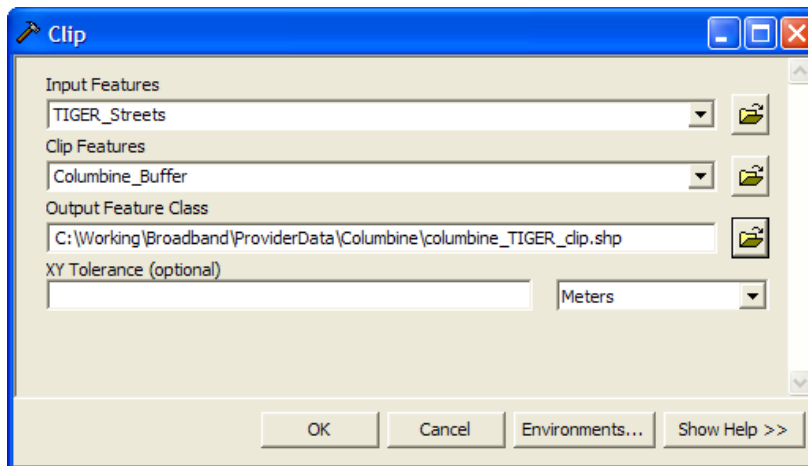 Clip
Input Features
TIGER_Streets
Clip Features
Columbine_Buffer
Output Feature Class
C:\Working\Broadband\ProviderData\Columbine\columbine_TIGER_clip.shp
XY Tolerance (optional)
Meters
OK Cancel Environments... Show Help >>